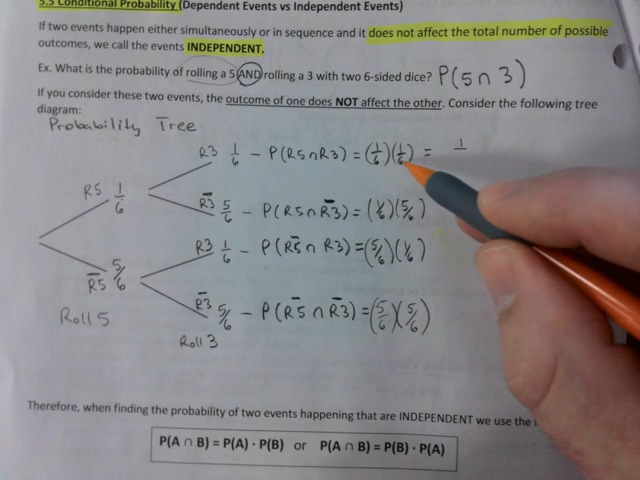 5.5 Conditional Probability (Dependent Events vs Independent Events)
If two events happen either simultaneously or in sequence and it does not affect the total number of possible
outcomes, we call the events INDEPENDENT.
Ex. What is the probability of rolling a 5 AND rolling a 3 with two 6-sided dice? P(5∩3)
If you consider these two events, the outcome of one does NOT affect the other. Consider the following tree
diagram:
Probability Tree
R3 1/6 – P(R5∩R3) = (1/6)(1/6) = 1
R5 1/6
R̅3̅ 5/6 – P(R5∩R̅3̅) = (1/6)(5/6)
R3 1/6 – P(R̅5̅∩R3) = (5/6)(1/6)
R̅5̅ 5/6
R̅3̅ 5/6 – P(R̅5̅∩R̅3̅) = (5/6)(5/6)
Roll 5
Roll 3
Therefore, when finding the probability of two events happening that are INDEPENDENT we use the
P(A ∩ B) = P(A) · P(B) or P(A ∩ B) = P(B) · P(A)